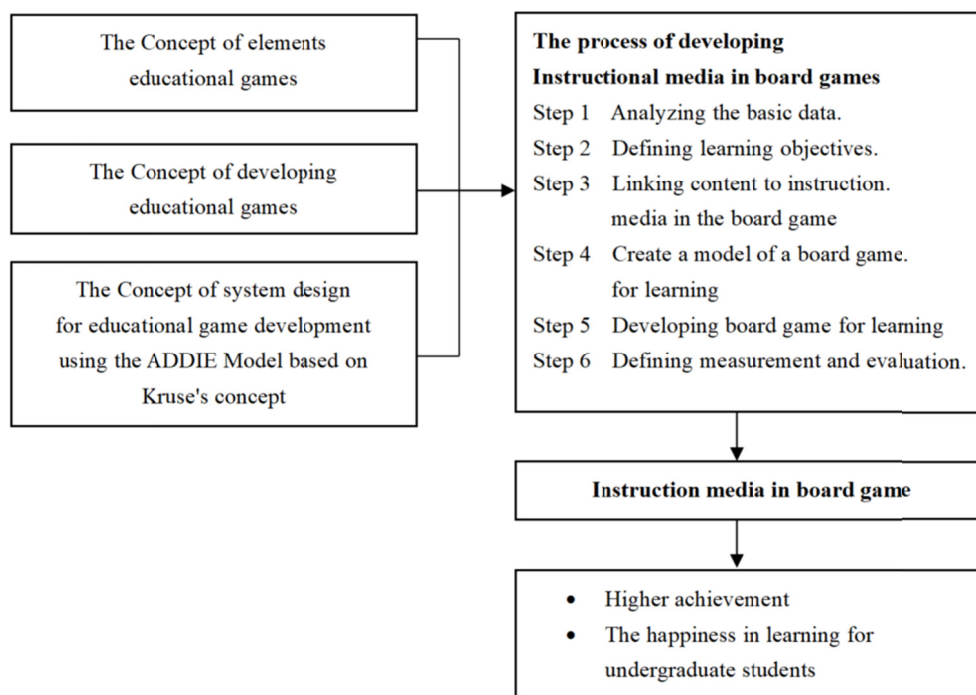 The Concept of elements
educational games
The Concept of developing
educational games
The Concept of system design
for educational game development
using the ADDIE Model based on
Kruse's concept
The process of developing
Instructional media in board games
Step 1 Analyzing the basic data.
Step 2 Defining learning objectives.
Step 3 Linking content to instruction.
media in the board game
Step 4 Create a model of a board game.
for learning
Step 5 Developing board game for learning
Step 6 Defining measurement and evaluation.
Instruction media in board game
• Higher achievement
• The happiness in learning for
undergraduate students